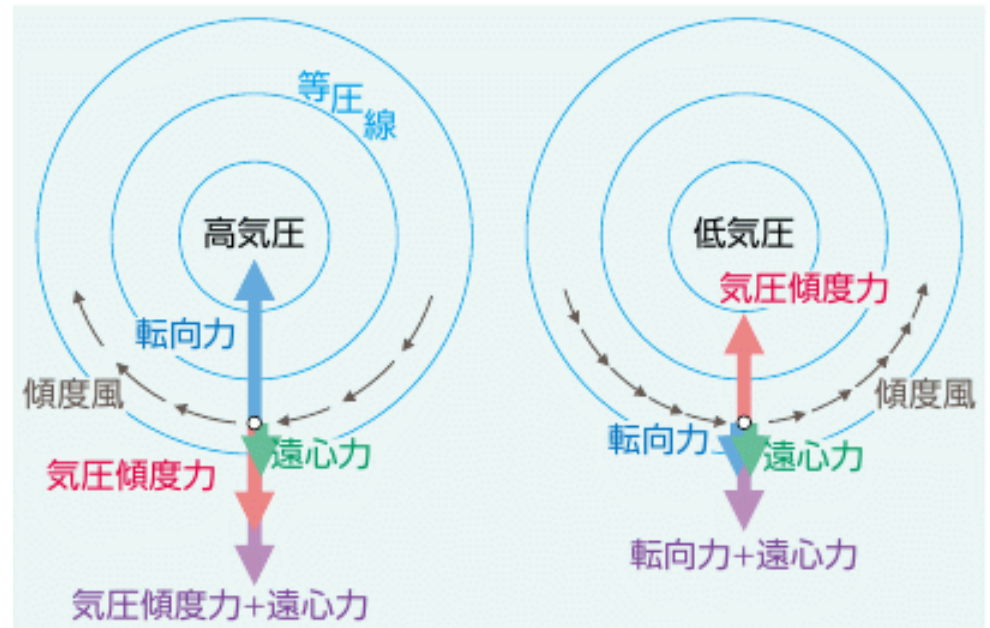 等圧線
高気圧
転向力
傾度風
遠心力
気圧傾度力
気圧傾度力+遠心力
低気圧
気圧傾度力
傾度風
転向力
遠心力
転向力+遠心力